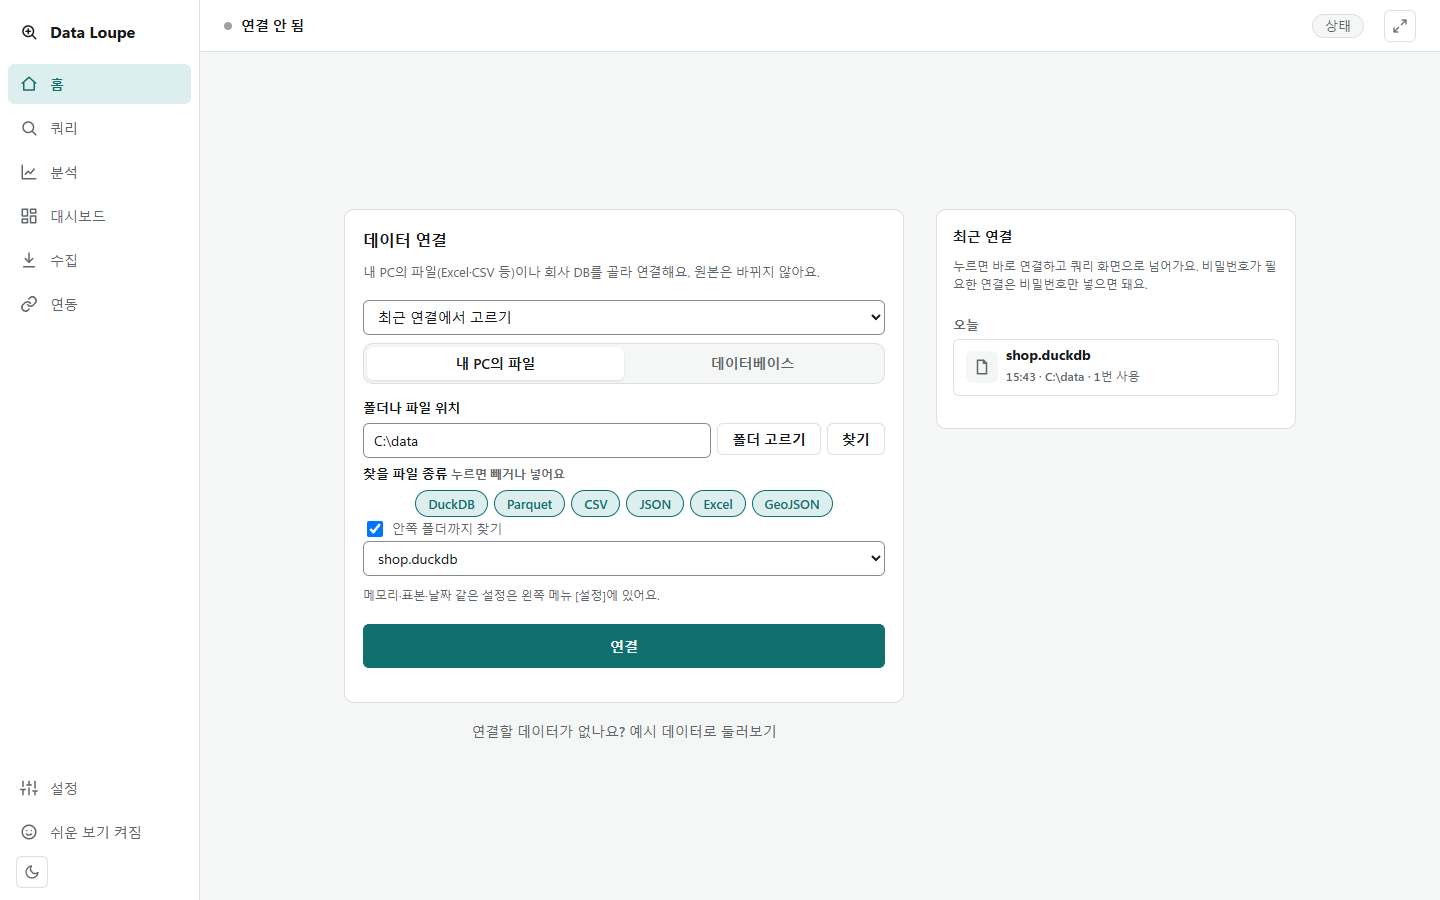 Data Loupe
홈
쿼리
분석
대시보드
수집
연동
설정
쉬운 보기 켜짐
연결 안 됨
상태
데이터 연결
내 PC의 파일(Excel·CSV 등)이나 회사 DB를 골라 연결해요. 원본은 바뀌지 않아요.
최근 연결에서 고르기
내 PC의 파일
데이터베이스
폴더나 파일 위치
C:\data
폴더 고르기
찾기
찾을 파일 종류 누르면 빼거나 넣어요
DuckDB
Parquet
CSV
JSON
Excel
GeoJSON
안쪽 폴더까지 찾기
shop.duckdb
메모리·표본·날짜 같은 설정은 왼쪽 메뉴 [설정]에 있어요.
연결
연결할 데이터가 없나요? 예시 데이터로 둘러보기
최근 연결
누르면 바로 연결하고 쿼리 화면으로 넘어가요. 비밀번호가 필
요한 연결은 비밀번호만 넣으면 돼요.
오늘
shop.duckdb
15:43 · C:\data · 1번 사용